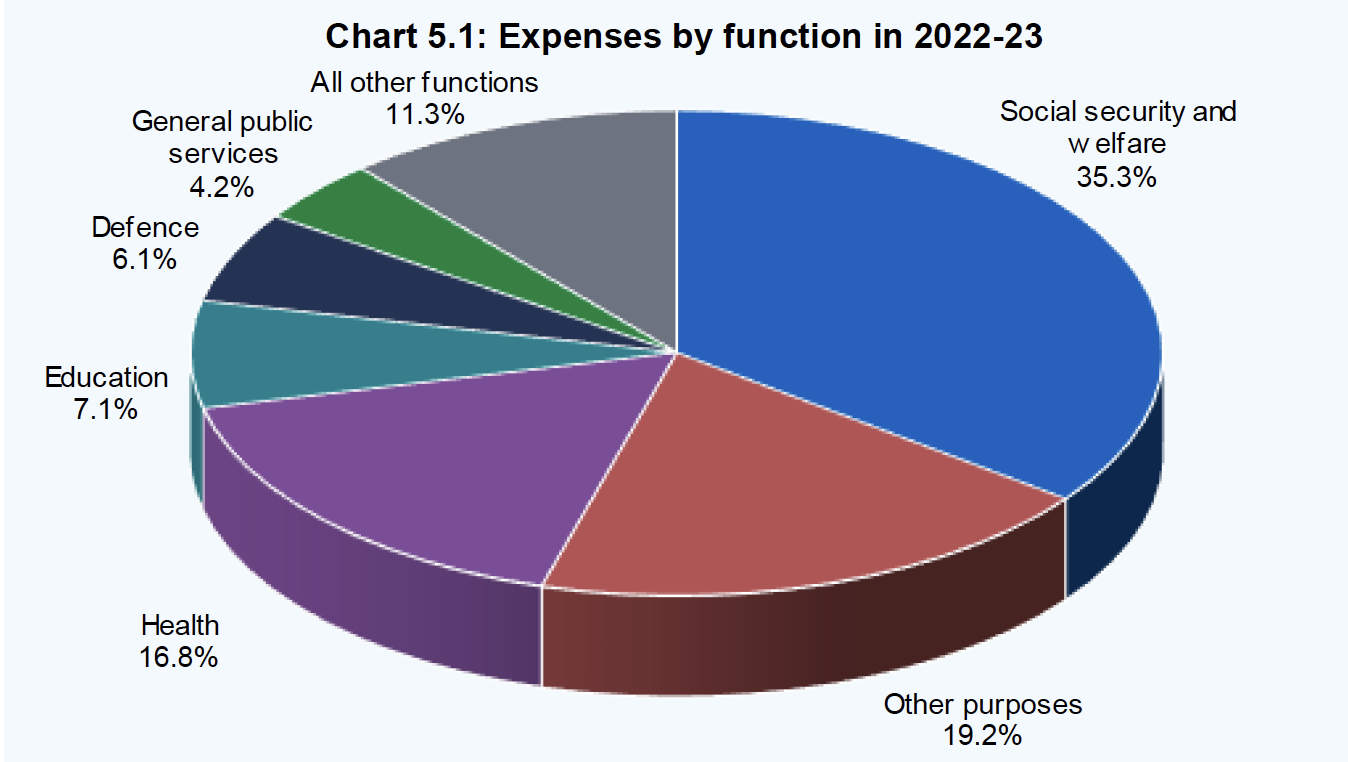 Chart 5.1: Expenses by function in 2022-23
All other functions
11.3%
General public
services
4.2%
Defence
6.1%
Education
7.1%
Health
16.8%
Social security and
welfare
35.3%
Other purposes
19.2%